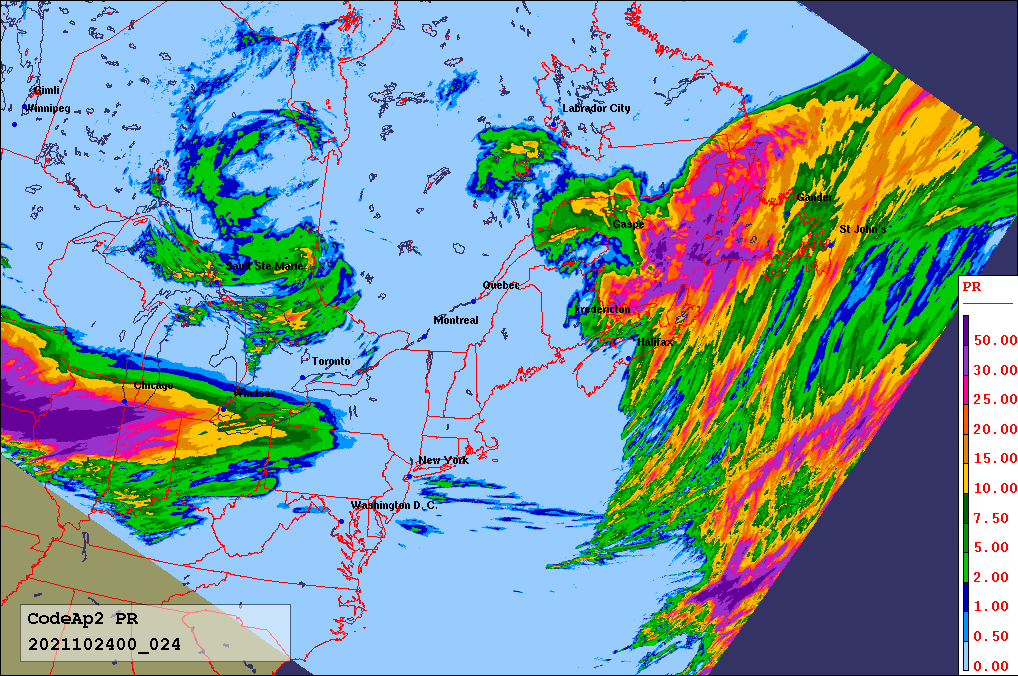 Gimli
Winnipeg
Labrador City
Gander
Gaspe
St John's
Sault Ste Marie
Quebec
Fredericton
Montreal
Halifax
Toronto
Chicago
Windsor
New York
Washington D.C.
PR
50.00
30.00
25.00
20.00
15.00
10.00
7.50
5.00
2.00
1.00
0.50
0.00
CodeAp2 PR
2021102400_024